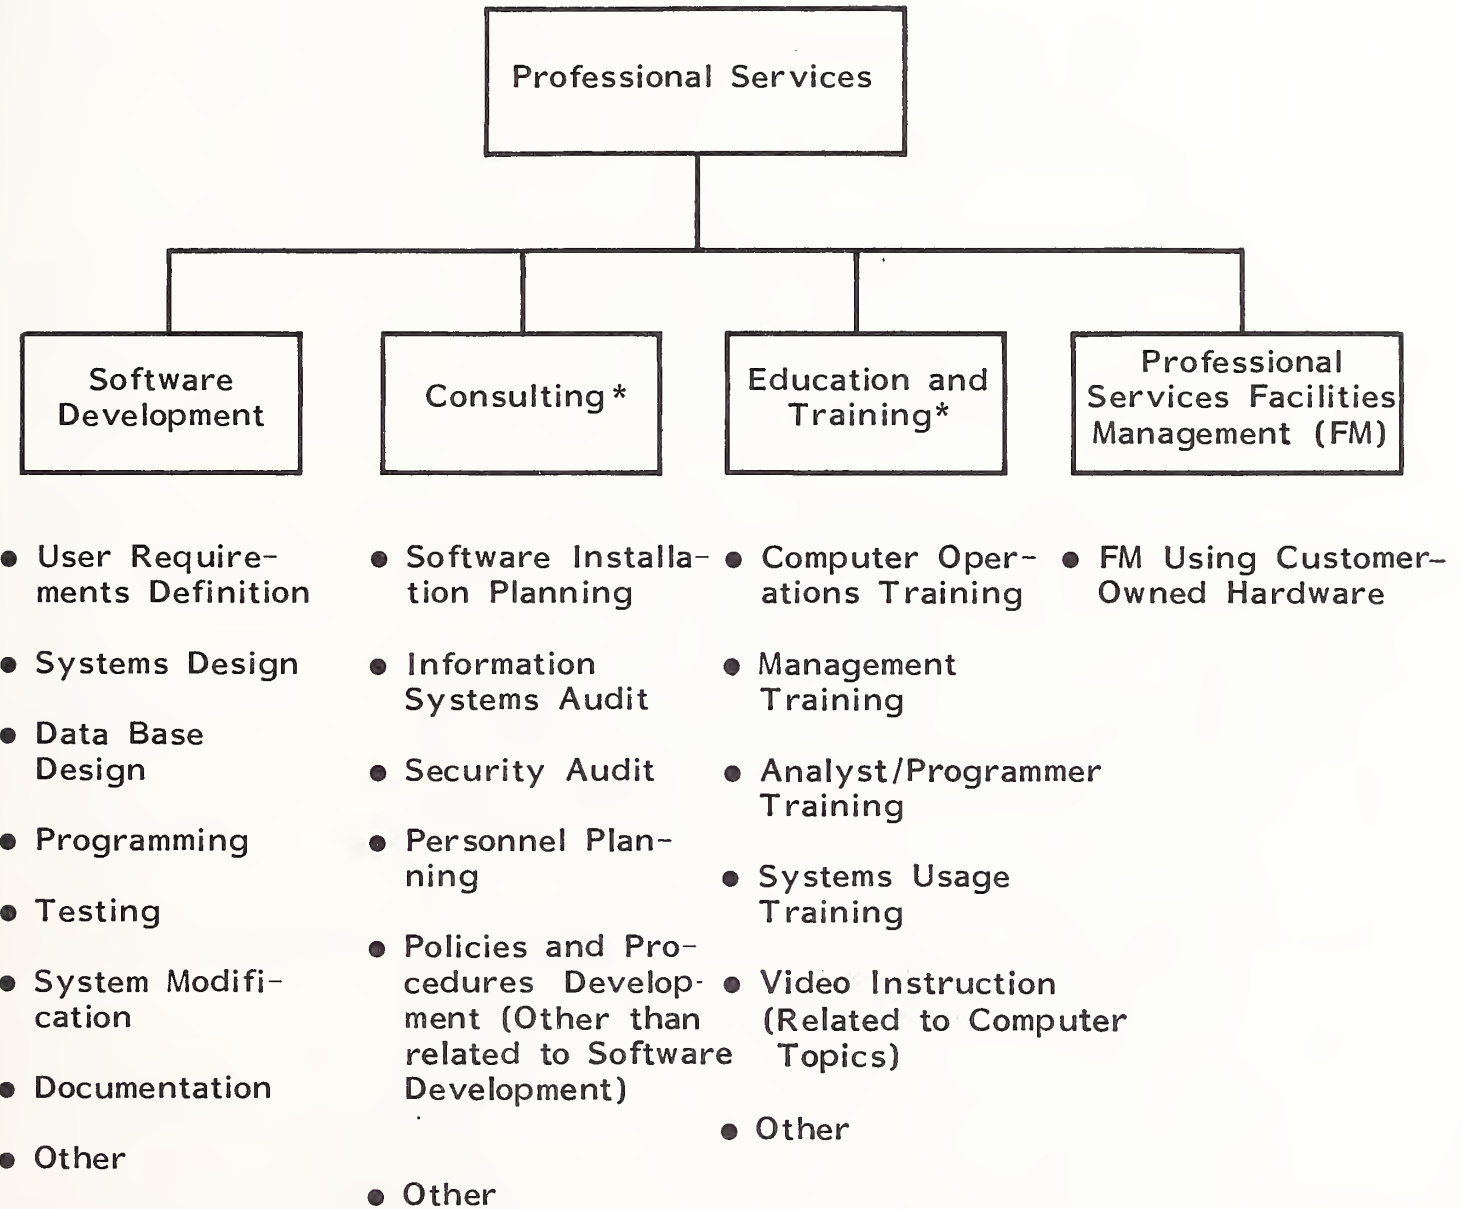 Professional Services
Software
Development
Consulting*
Education and
Training*
Professional
Services Facilities
Management (FM)
• User Require-
ments Definition
• Systems Design
• Data Base
Design
• Programming
• Testing
• System Modifi-
cation
• Documentation
• Other
• Software Installa-
tion Planning
• Information
Systems Audit
• Security Audit
• Personnel Plan-
ning
• Policies and Pro-
cedures Develop-
ment (Other than
related to Software
Development)
• Other
• Computer Oper-
ations Training
• Management
Training
• Analyst/Programmer
Training
• Systems Usage
Training
• Video Instruction
(Related to Computer
Topics)
• Other
• FM Using Customer-
Owned Hardware